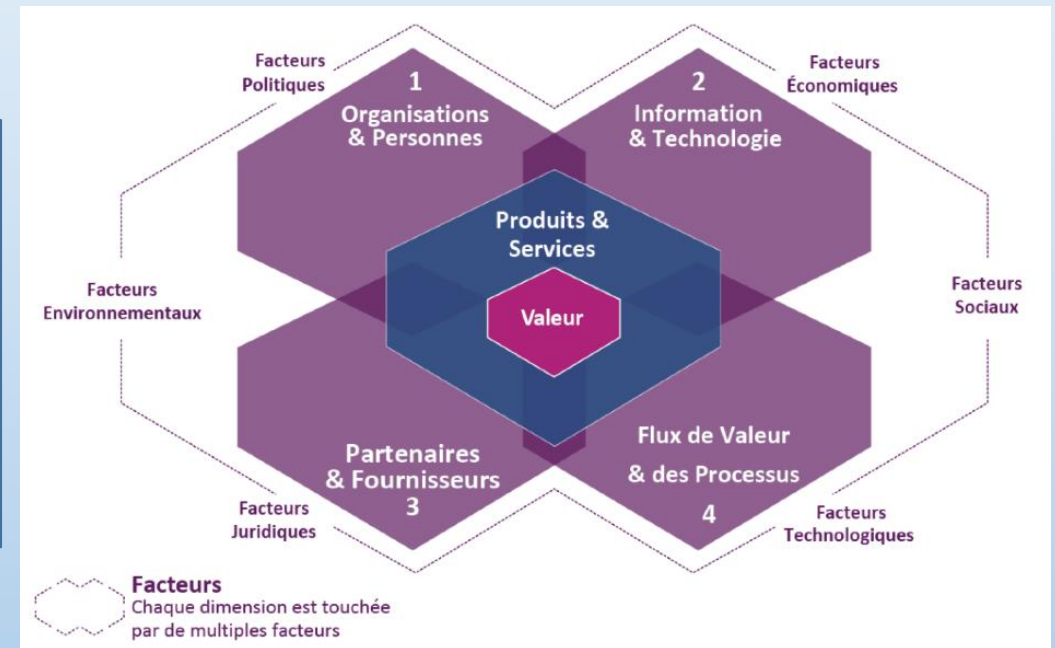 Facteurs
Politiques
1
Organisations
& Personnes
2
Information
& Technologie
Facteurs
Économiques
Produits &
Services
Valeur
Facteurs
Environnementaux
Facteurs
Sociaux
Partenaires
& Fournisseurs
3
Flux de Valeur
& des Processus
4
Facteurs
Juridiques
Facteurs
Technologiques
Facteurs
Chaque dimension est touchée
par de multiples facteurs